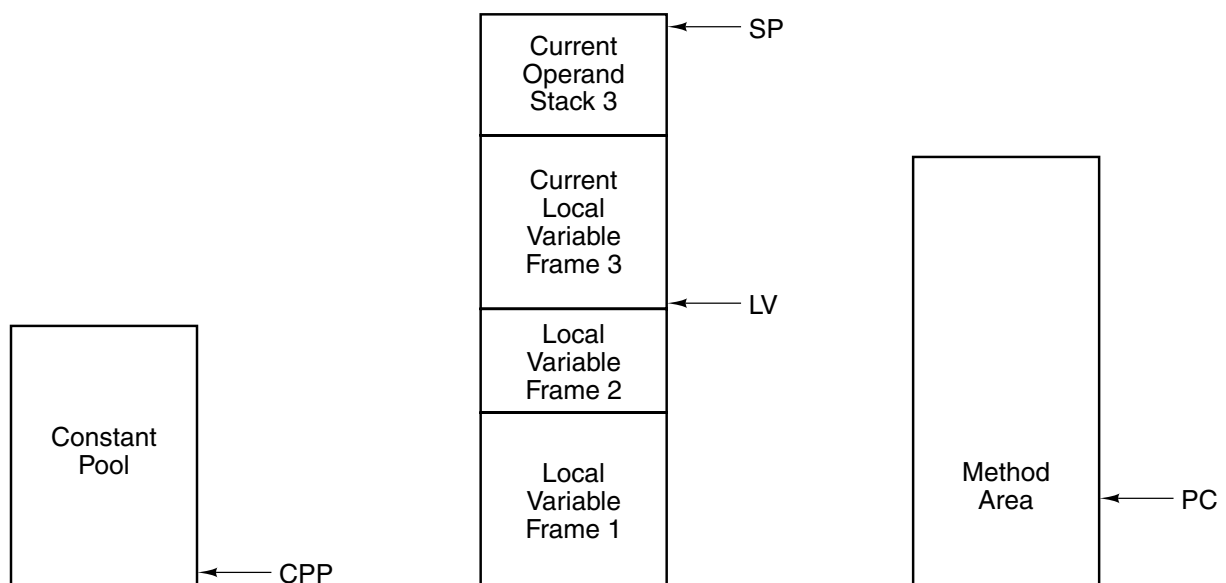 Current
Operand
Stack 3
SP
Current
Local
Variable
Frame 3
LV
Local
Variable
Frame 2
Local
Variable
Frame 1
Constant
Pool
CPP
Method
Area
PC